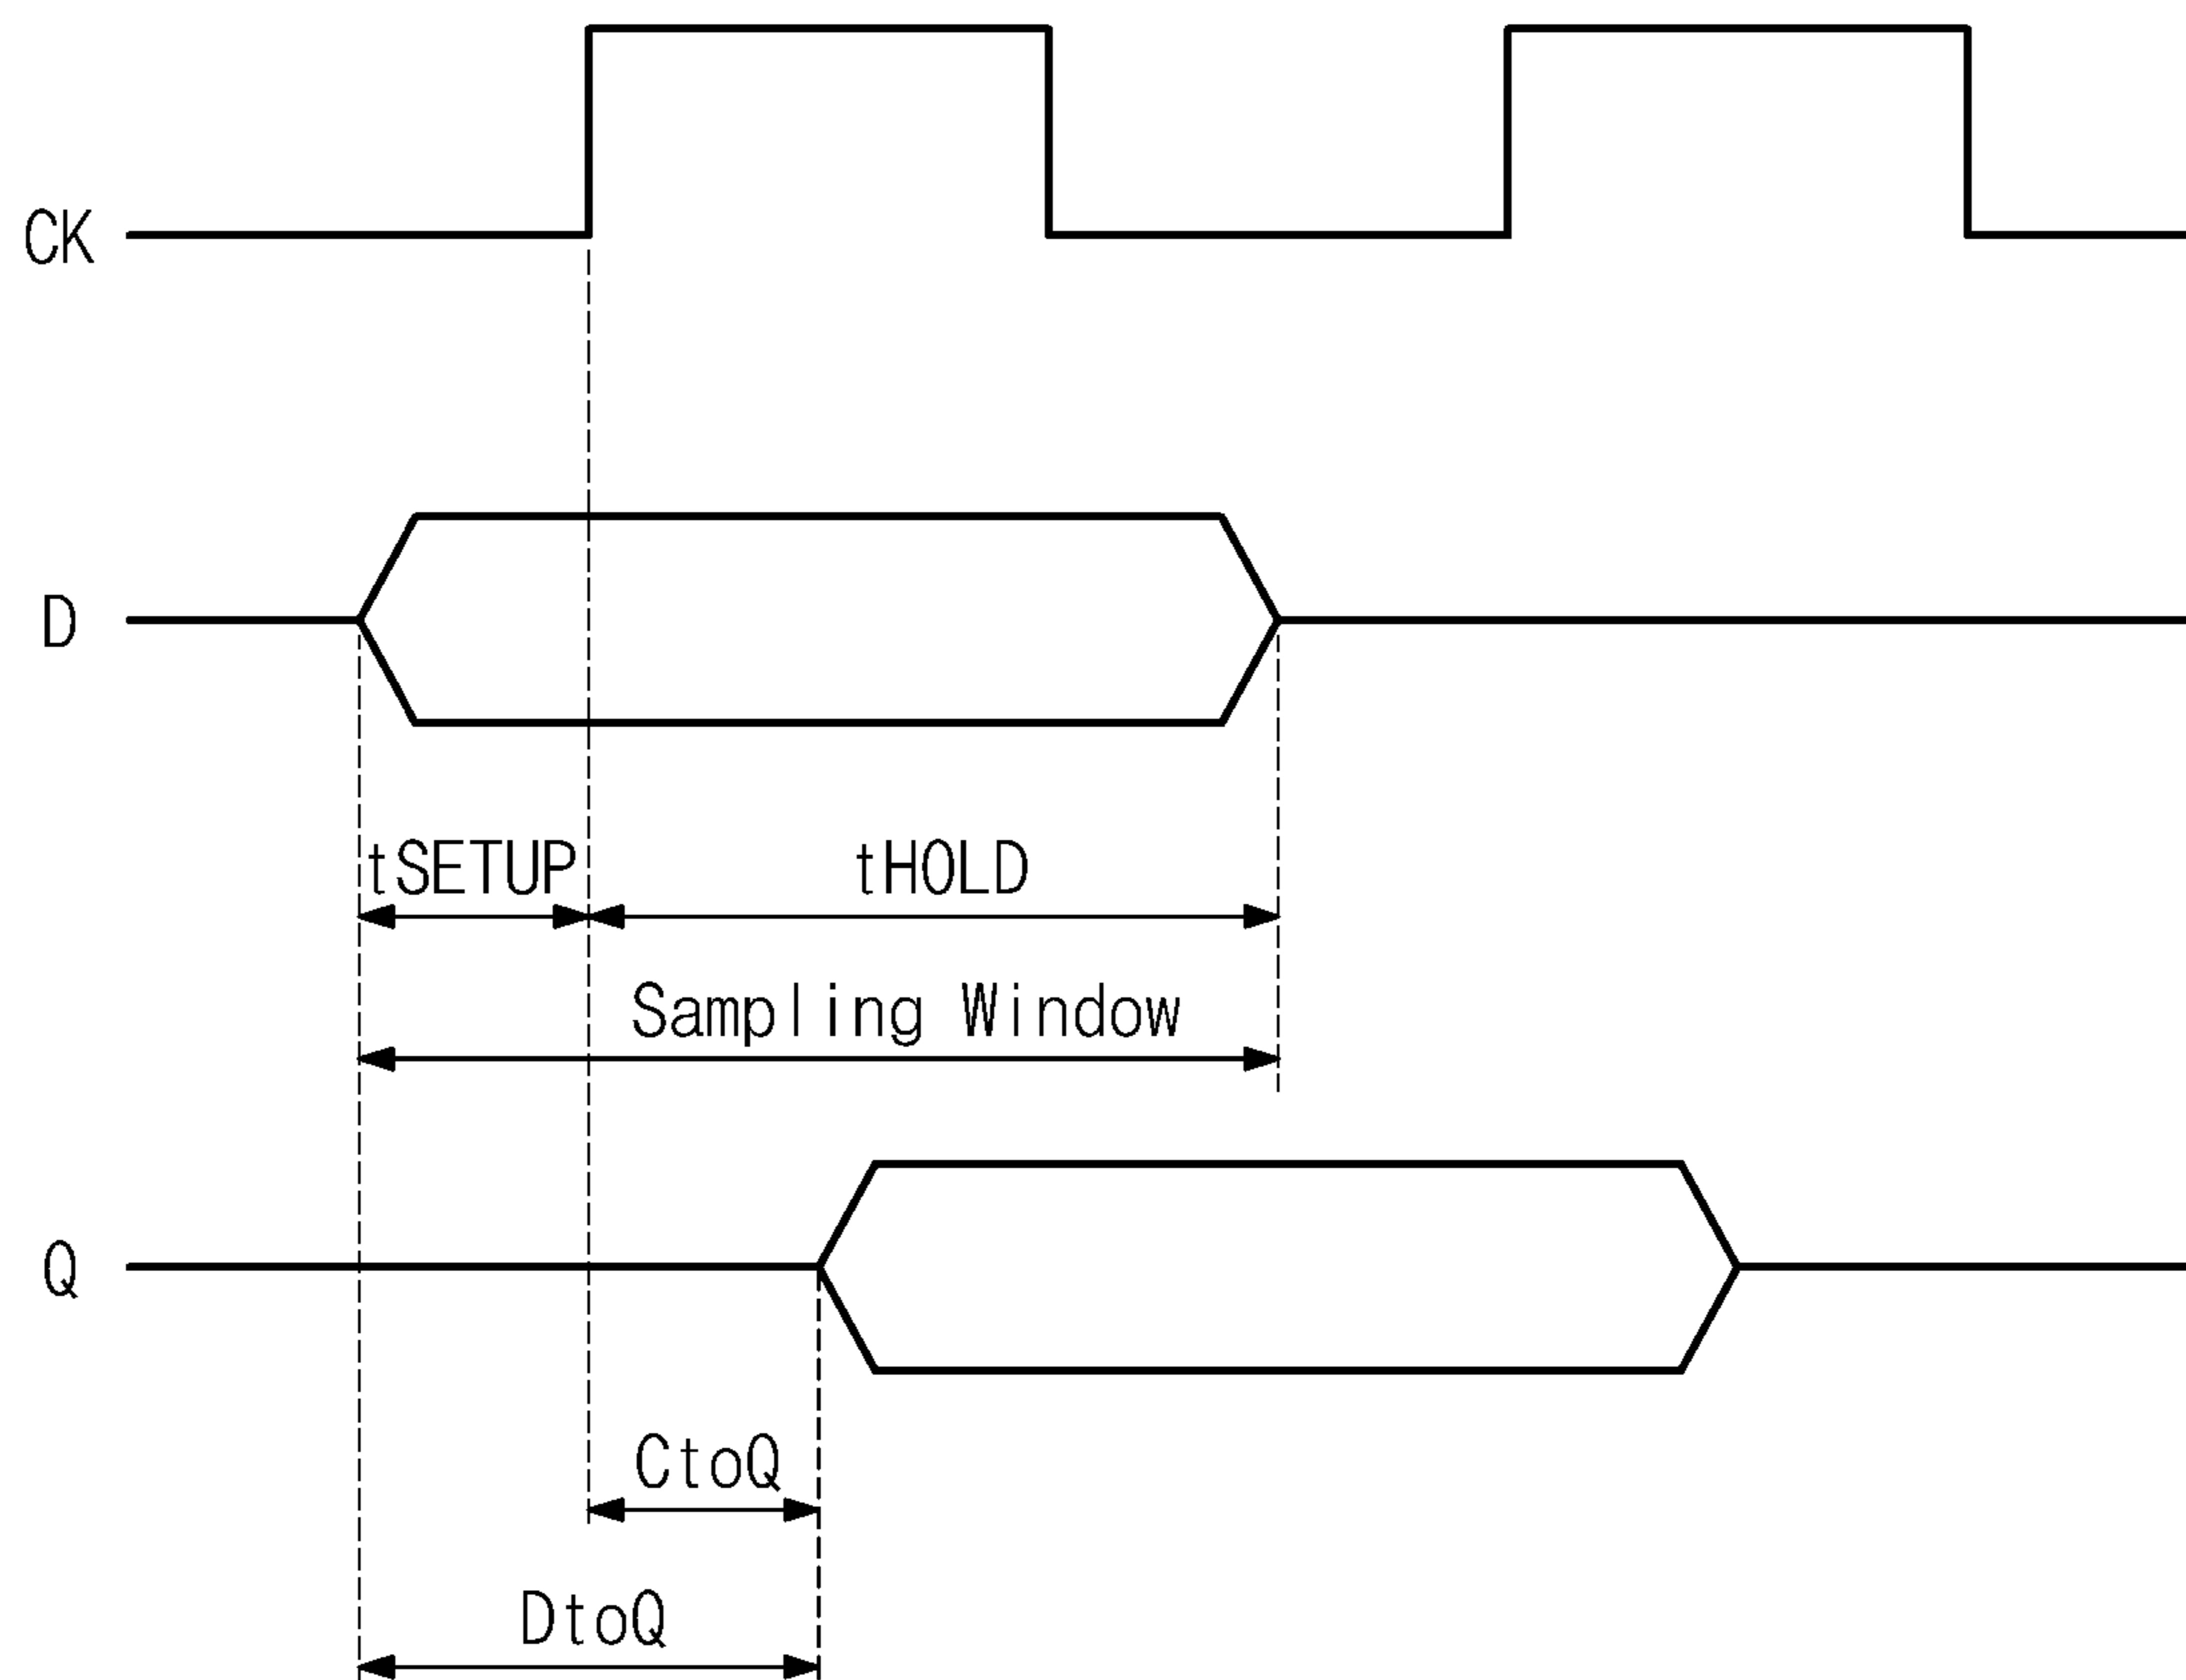 CK
D
tSETUP tHOLD
Sampling Window
Q
CtoQ
DtoQ